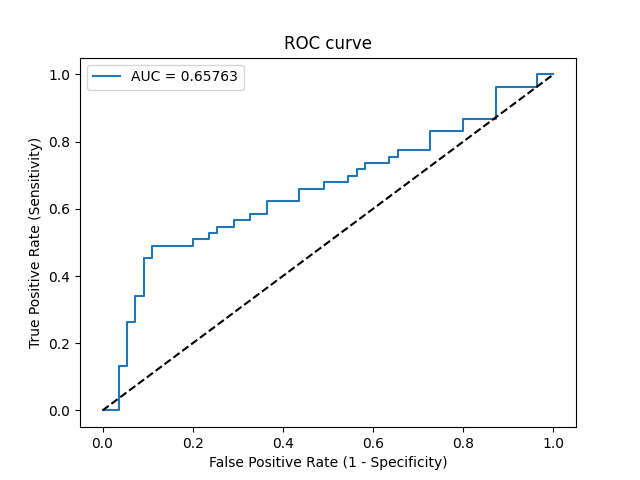 ROC curve
AUC = 0.65763
1.0
0.8
0.6
0.4
0.2
0.0
True Positive Rate (Sensitivity)
0.0 0.2 0.4 0.6 0.8 1.0
False Positive Rate (1 - Specificity)